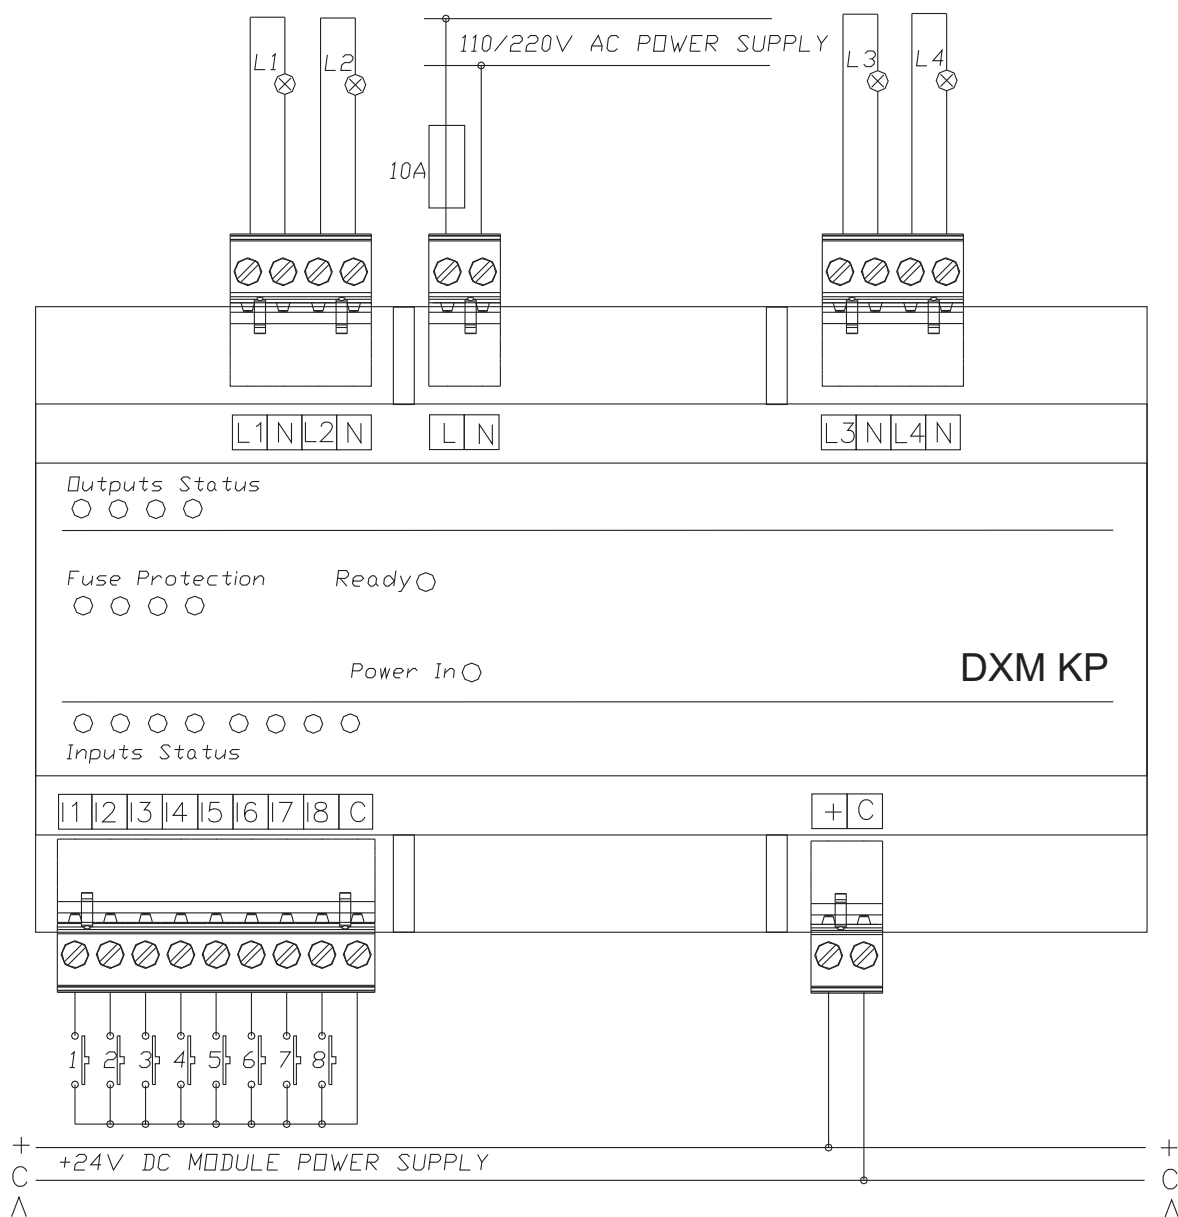 110/220V AC POWER SUPPLY
L1 L2 L3 L4
10A
L1 N L2 N L N L3 N L4 N
Outputs Status
Fuse Protection Ready
Power In
DXM KP
Inputs Status
I1 I2 I3 I4 I5 I6 I7 I8 C + C
1 2 3 4 5 6 7 8
+ +
+24V DC MODULE POWER SUPPLY
C C